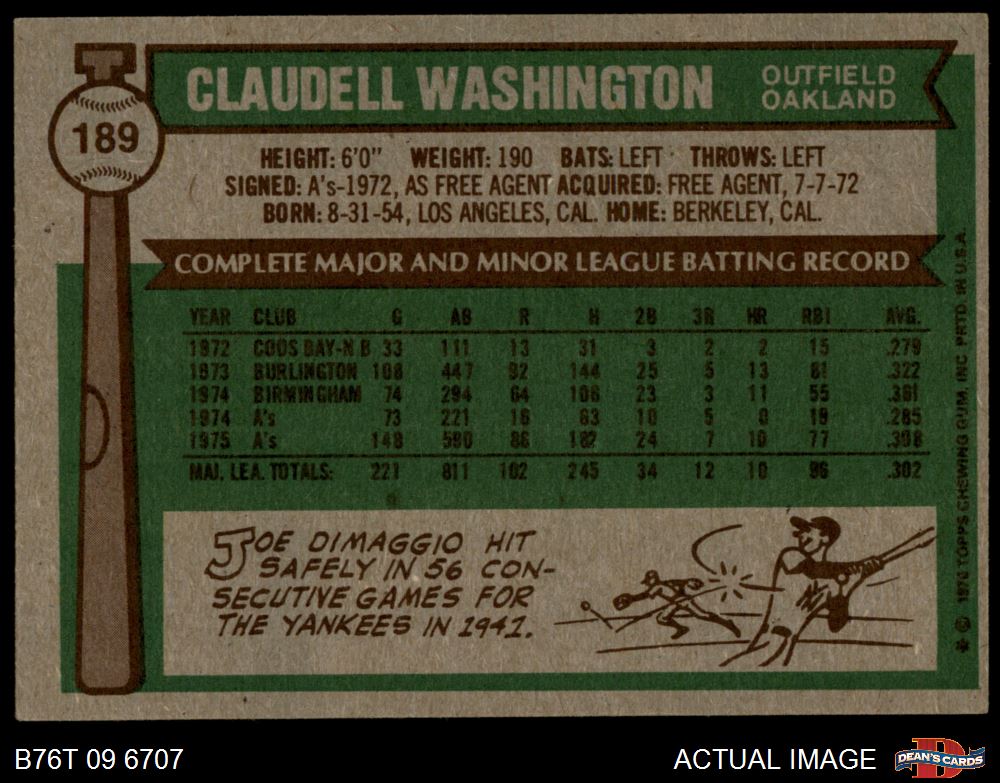 189
CLAUDELL WASHINGTON
OUTFIELD
OAKLAND
HEIGHT: 6'0" WEIGHT: 190 BATS: LEFT THROWS: LEFT
SIGNED: A's-1972, AS FREE AGENT ACQUIRED: FREE AGENT, 7-7-72
BORN: 8-31-54, LOS ANGELES, CAL. HOME: BERKELEY, CAL.
COMPLETE MAJOR AND MINOR LEAGUE BATTING RECORD
YEAR CLUB G AB R H 2B 3B HR RBI AVG.
1972 COOS BAY-N B 33 111 13 31 3 2 2 15 .279
1973 BURLINGTON 108 447 92 144 25 5 13 81 .322
1974 BIRMINGHAM 74 294 64 106 23 3 11 55 .361
1974 A's 73 221 16 63 10 5 0 19 .285
1975 A's 148 590 86 182 24 7 10 77 .308
MAJ. LEA. TOTALS: 221 811 102 245 34 12 10 96 .302
JOE DIMAGGIO HIT
SAFELY IN 56 CON-
SECUTIVE GAMES FOR
THE YANKEES IN 1941.
✱ © 1976 TOPPS CHEWING GUM, INC. PRTD. IN U.S.A.
B76T 09 6707
ACTUAL IMAGE
D
DEAN'S CARDS